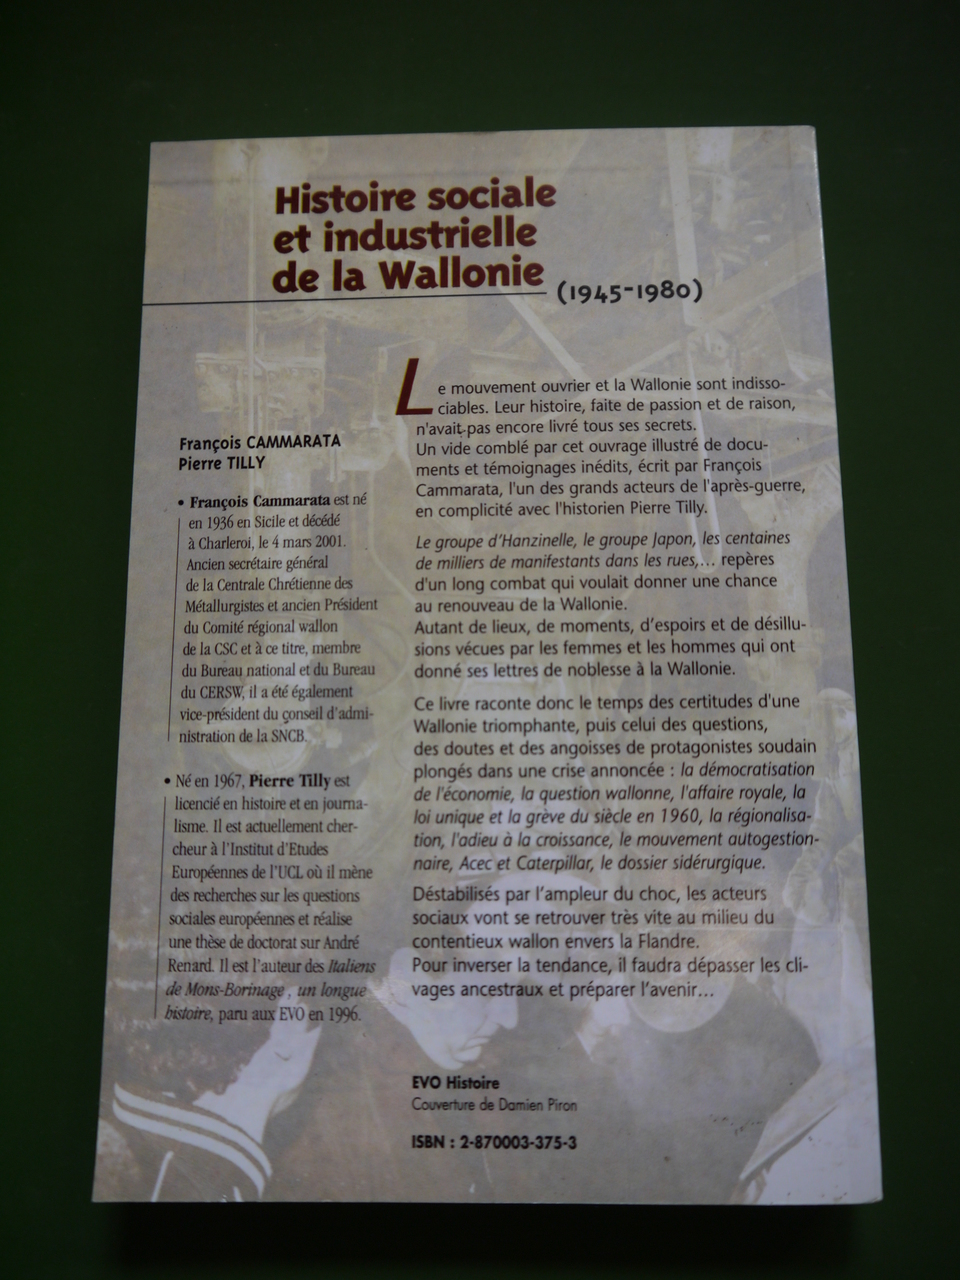 Histoire sociale
et industrielle
de la Wallonie
(1945-1980)
François CAMMARATA
Pierre TILLY
• François Cammarata est né
en 1936 en Sicile et décédé
à Charleroi, le 4 mars 2001.
Ancien secrétaire général
de la Centrale Chrétienne des
Métallurgistes et ancien Président
du Comité régional wallon
de la CSC et à ce titre, membre
du Bureau national et du Bureau
du CERSW, il a été également
vice-président du conseil d'admi-
nistration de la SNCB.
• Né en 1967, Pierre Tilly est
licencié en histoire et en journa-
lisme. Il est actuellement cher-
cheur à l'Institut d'Etudes
Européennes de l'UCL où il mène
des recherches sur les questions
sociales européennes et réalise
une thèse de doctorat sur André
Renard. Il est l'auteur des Italiens
de Mons-Borinage, un longue
histoire, paru aux EVO en 1996.
Le mouvement ouvrier et la Wallonie sont indisso-
ciables. Leur histoire, faite de passion et de raison,
n'avait pas encore livré tous ses secrets.
Un vide comblé par cet ouvrage illustré de docu-
ments et témoignages inédits, écrit par François
Cammarata, l'un des grands acteurs de l'après-guerre,
en complicité avec l'historien Pierre Tilly.
Le groupe d'Hanzinelle, le groupe Japon, les centaines
de milliers de manifestants dans les rues,... repères
d'un long combat qui voulait donner une chance
au renouveau de la Wallonie.
Autant de lieux, de moments, d'espoirs et de désillu-
sions vécues par les femmes et les hommes qui ont
donné ses lettres de noblesse à la Wallonie.
Ce livre raconte donc le temps des certitudes d'une
Wallonie triomphante, puis celui des questions,
des doutes et des angoisses de protagonistes soudain
plongés dans une crise annoncée : la démocratisation
de l'économie, la question wallonne, l'affaire royale, la
loi unique et la grève du siècle en 1960, la régionalisa-
tion, l'adieu à la croissance, le mouvement autogestion-
naire, Acec et Caterpillar, le dossier sidérurgique.
Déstabilisés par l'ampleur du choc, les acteurs
sociaux vont se retrouver très vite au milieu du
contentieux wallon envers la Flandre.
Pour inverser la tendance, il faudra dépasser les cli-
vages ancestraux et préparer l'avenir...
EVO Histoire
Couverture de Damien Piron
ISBN : 2-870003-375-3